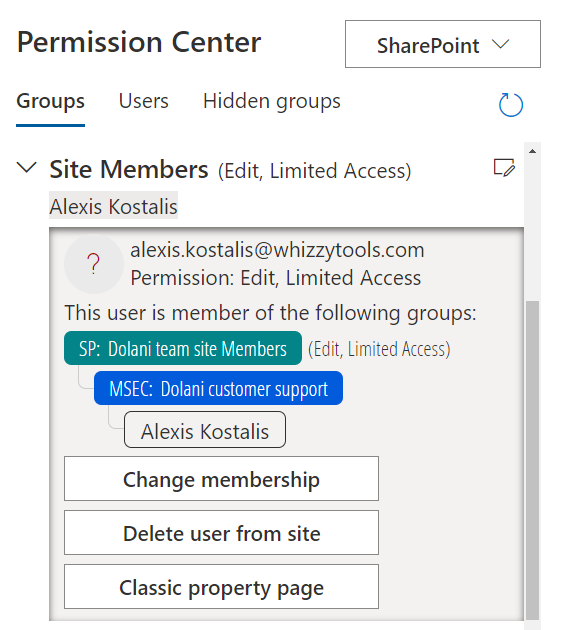 Permission Center
SharePoint
Groups Users Hidden groups
Site Members (Edit, Limited Access)
Alexis Kostalis
?
alexis.kostalis@whizzytools.com
Permission: Edit, Limited Access
This user is member of the following groups:
SP: Dolani team site Members (Edit, Limited Access)
MSEC: Dolani customer support
Alexis Kostalis
Change membership
Delete user from site
Classic property page